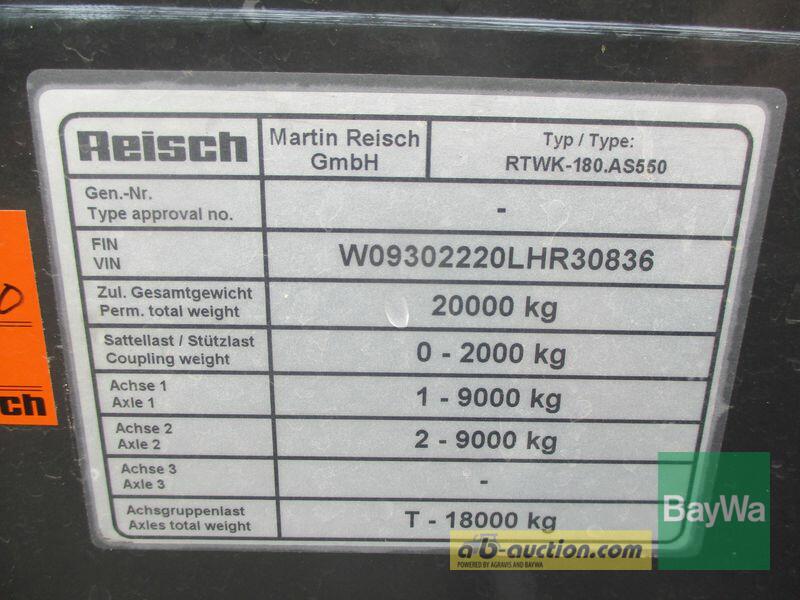 Reisch
Martin Reisch
GmbH
Typ / Type:
RTWK-180.AS550
Gen.-Nr.
Type approval no.
-
FIN
VIN
W09302220LHR30836
Zul. Gesamtgewicht
Perm. total weight
20000 kg
Sattellast / Stützlast
Coupling weight
0 - 2000 kg
Achse 1
Axle 1
1 - 9000 kg
Achse 2
Axle 2
2 - 9000 kg
Achse 3
Axle 3
-
Achsgruppenlast
Axles total weight
T - 18000 kg
0
ch
BayWa
ab-auction.com
POWERED BY AGRAVIS AND BAYWA